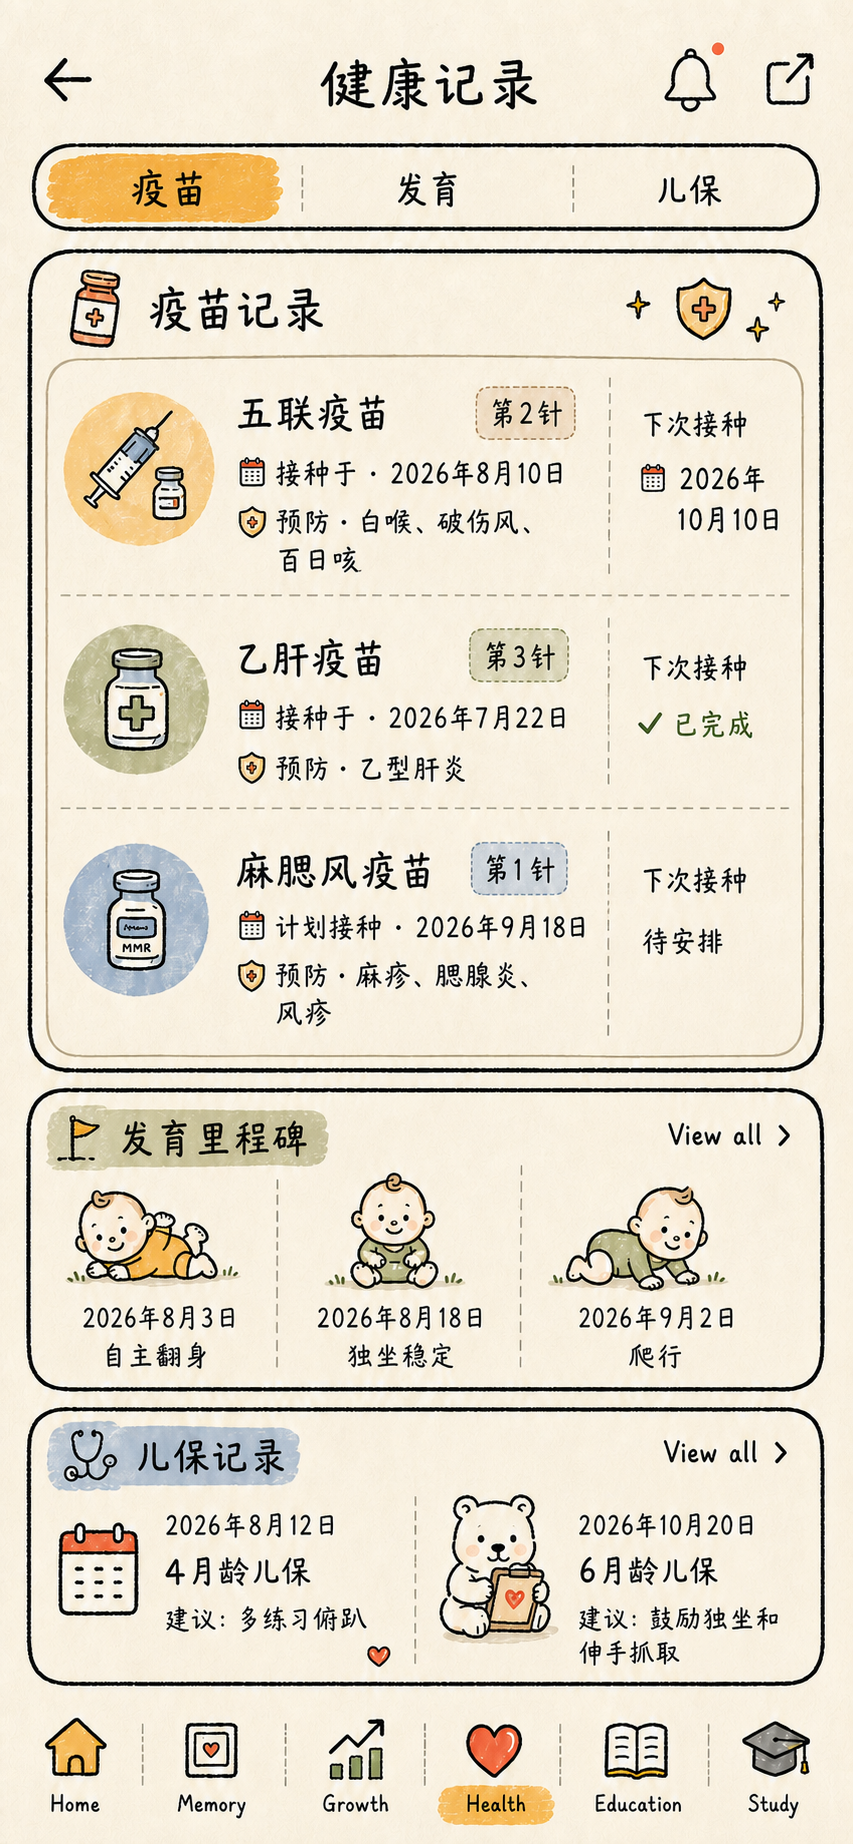 健康记录
疫苗
发育
儿保
疫苗记录
五联疫苗
第2针
接种于 · 2026年8月10日
预防 · 白喉、破伤风、
百日咳
下次接种
2026年
10月10日
乙肝疫苗
第3针
接种于 · 2026年7月22日
预防 · 乙型肝炎
下次接种
已完成
MMR
麻腮风疫苗
第1针
计划接种 · 2026年9月18日
预防 · 麻疹、腮腺炎、
风疹
下次接种
待安排
发育里程碑
View all
2026年8月3日
自主翻身
2026年8月18日
独坐稳定
2026年9月2日
爬行
儿保记录
View all
2026年8月12日
4月龄儿保
建议：多练习俯趴
2026年10月20日
6月龄儿保
建议：鼓励独坐和
伸手抓取
Home
Memory
Growth
Health
Education
Study